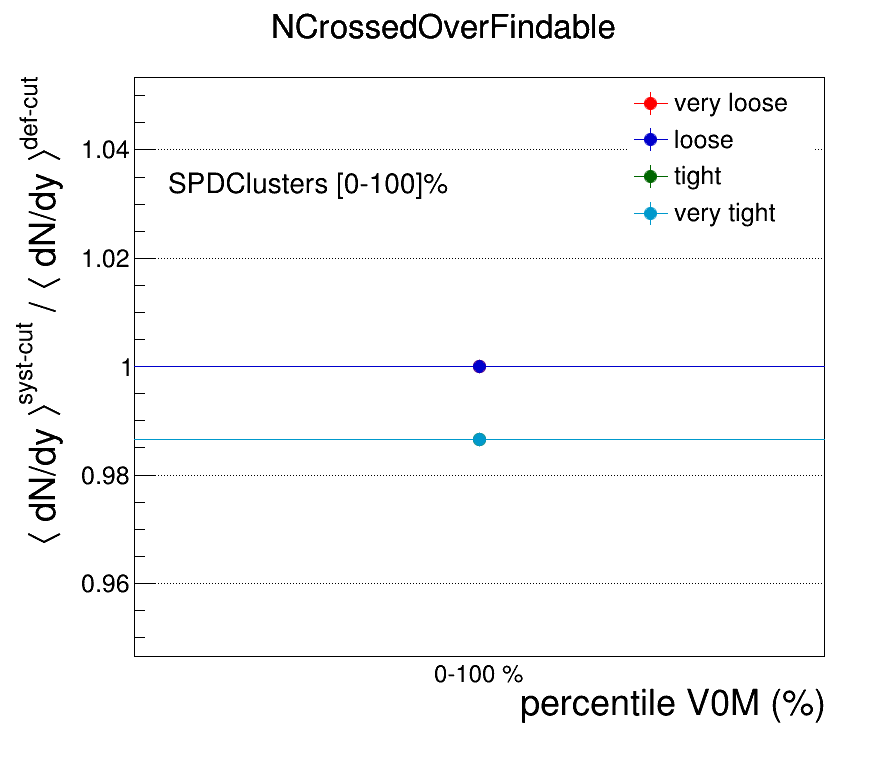 NCrossedOverFindable
⟨ dN/dy ⟩^syst-cut / ⟨ dN/dy ⟩^def-cut
very loose
loose
tight
very tight
SPDClusters [0-100]%
1.04
1.02
1
0.98
0.96
0-100 %
percentile V0M (%)